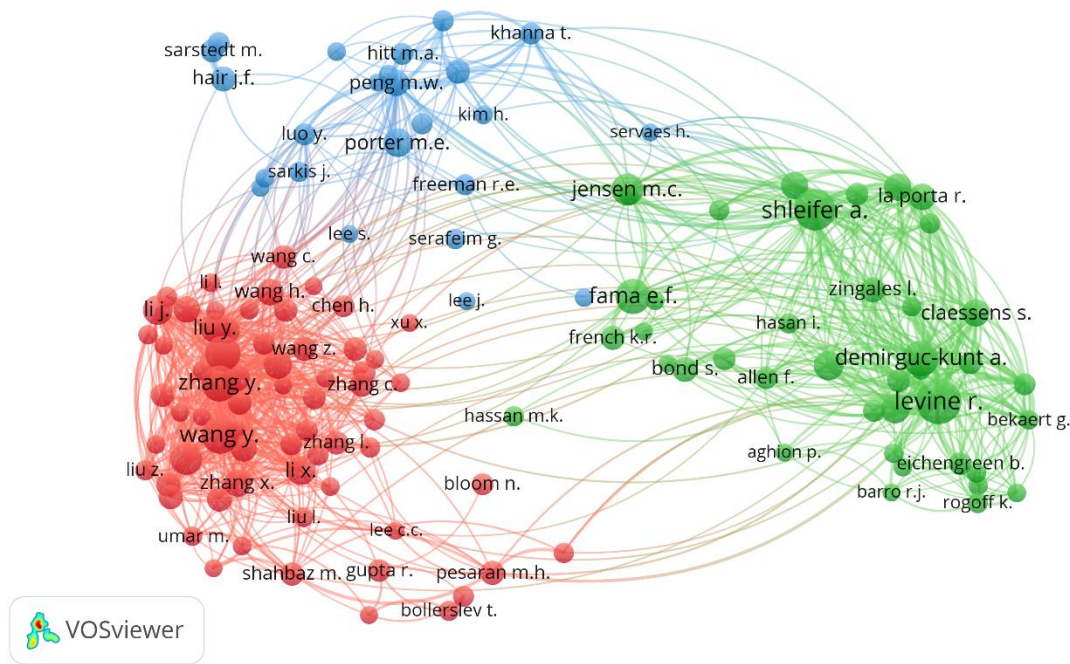 khanna t.
sarstedt m.
hitt m.a.
hair j.f.
peng m.w.
kim h.
luo y.
porter m.e.
servaes h.
sarkis j.
freeman r.e.
jensen m.c.
shleifer a.
la porta r.
lee s.
serafeim g.
wang c.
li l.
wang h.
chen h.
lee j.
fama e.f.
zingales l.
li j.
liu y.
xu x.
hasan i.
claessens s.
french k.r.
wang z.
demirguc-kunt a.
bond s.
allen f.
zhang y.
zhang c.
levine r.
hassan m.k.
bekaert g.
wang y.
zhang l.
aghion p.
liu z.
li x.
eichengreen b.
zhang x.
bloom n.
barro r.j.
rogoff k.
liu l.
umar m.
lee c.c.
shahbaz m.
gupta r.
pesaran m.h.
bollerslev t.
VOSviewer